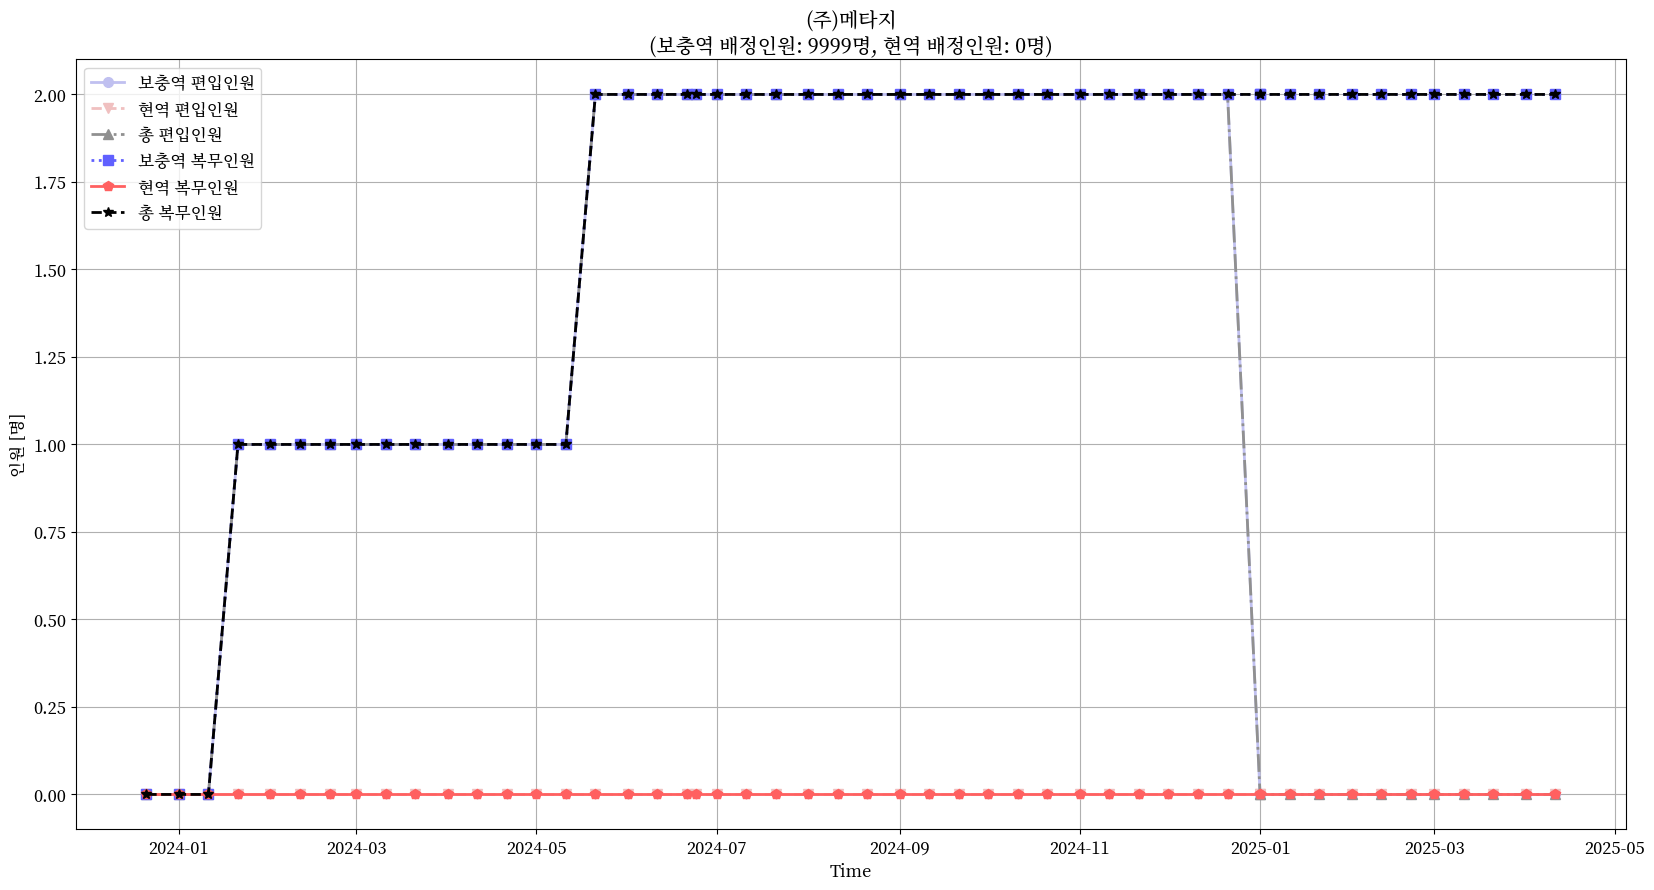 (주)메타지
(보충역 배정인원: 9999명, 현역 배정인원: 0명)
보충역 편입인원
현역 편입인원
총 편입인원
보충역 복무인원
현역 복무인원
총 복무인원
2.00
1.75
1.50
1.25
1.00
0.75
0.50
0.25
0.00
인원 [명]
2024-01 2024-03 2024-05 2024-07 2024-09 2024-11 2025-01 2025-03 2025-05
Time